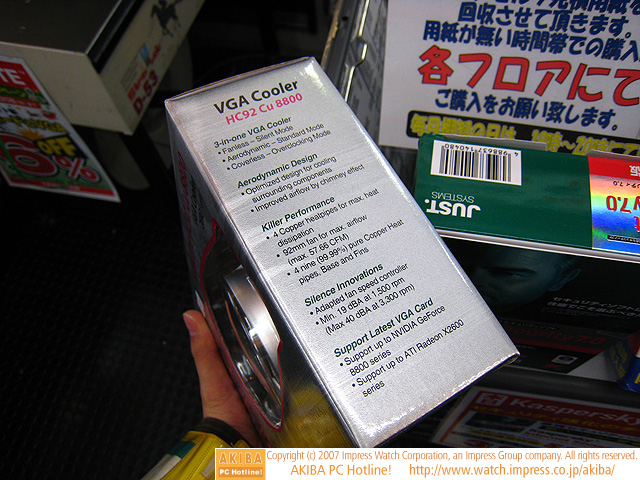 回収させて頂きます。
用紙が無い時間帯での購入
各フロアにて
ご購入をお願い致します。
VGA Cooler
HC92 Cu 8800
3-in-one VGA Cooler
• Fanless – Silent Mode
• Aerodynamic – Standard Mode
• Coverless – Overclocking Mode
Aerodynamic Design
• Optimized design for cooling
surrounding components
• Improved airflow by chimney effect
Killer Performance
• 4 Copper heatpipes for max. heat
dissipation
• 92mm fan for max. airflow
(max. 57.66 CFM)
• 4 nine (99.99%) pure Copper Heat
pipes, Base and Fins
Silence Innovations
• Adapted fan speed controller
• Min. 19 dBA at 1,500 rpm
(Max 40 dBA at 3,300 rpm)
Support Latest VGA Card
• Support up to NVIDIA GeForce
8800 series
• Support up to ATI Radeon X2600
series
4988637140480
JUST
SYSTEMS
7.0
D-53
%
Kaspersky
AKIBA
PC Hotline!
Copyright (c) 2007 Impress Watch Corporation, an Impress Group company. All rights reserved.
AKIBA PC Hotline! http://www.watch.impress.co.jp/akiba/